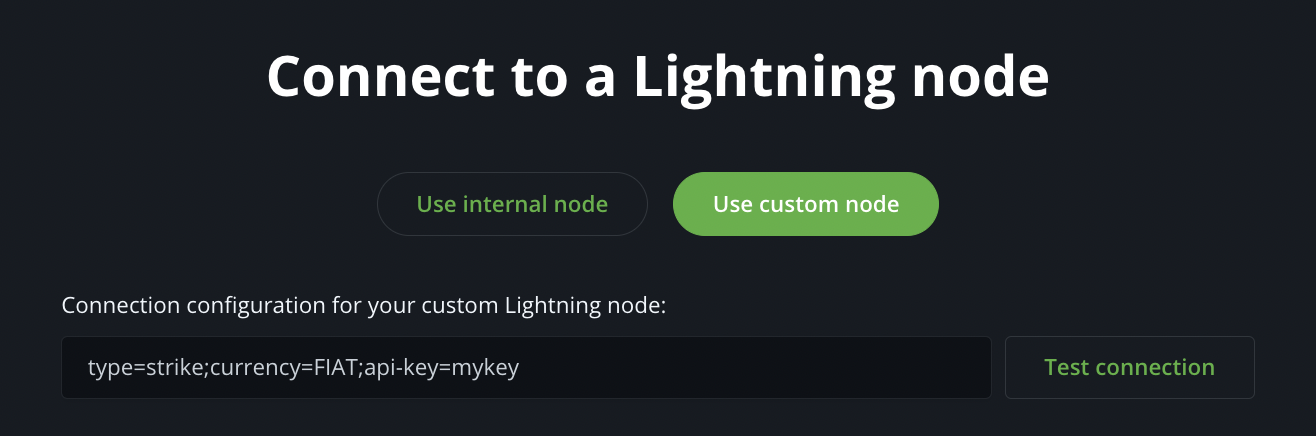 Connect to a Lightning node
Use internal node
Use custom node
Connection configuration for your custom Lightning node:
type=strike;currency=FIAT;api-key=mykey
Test connection